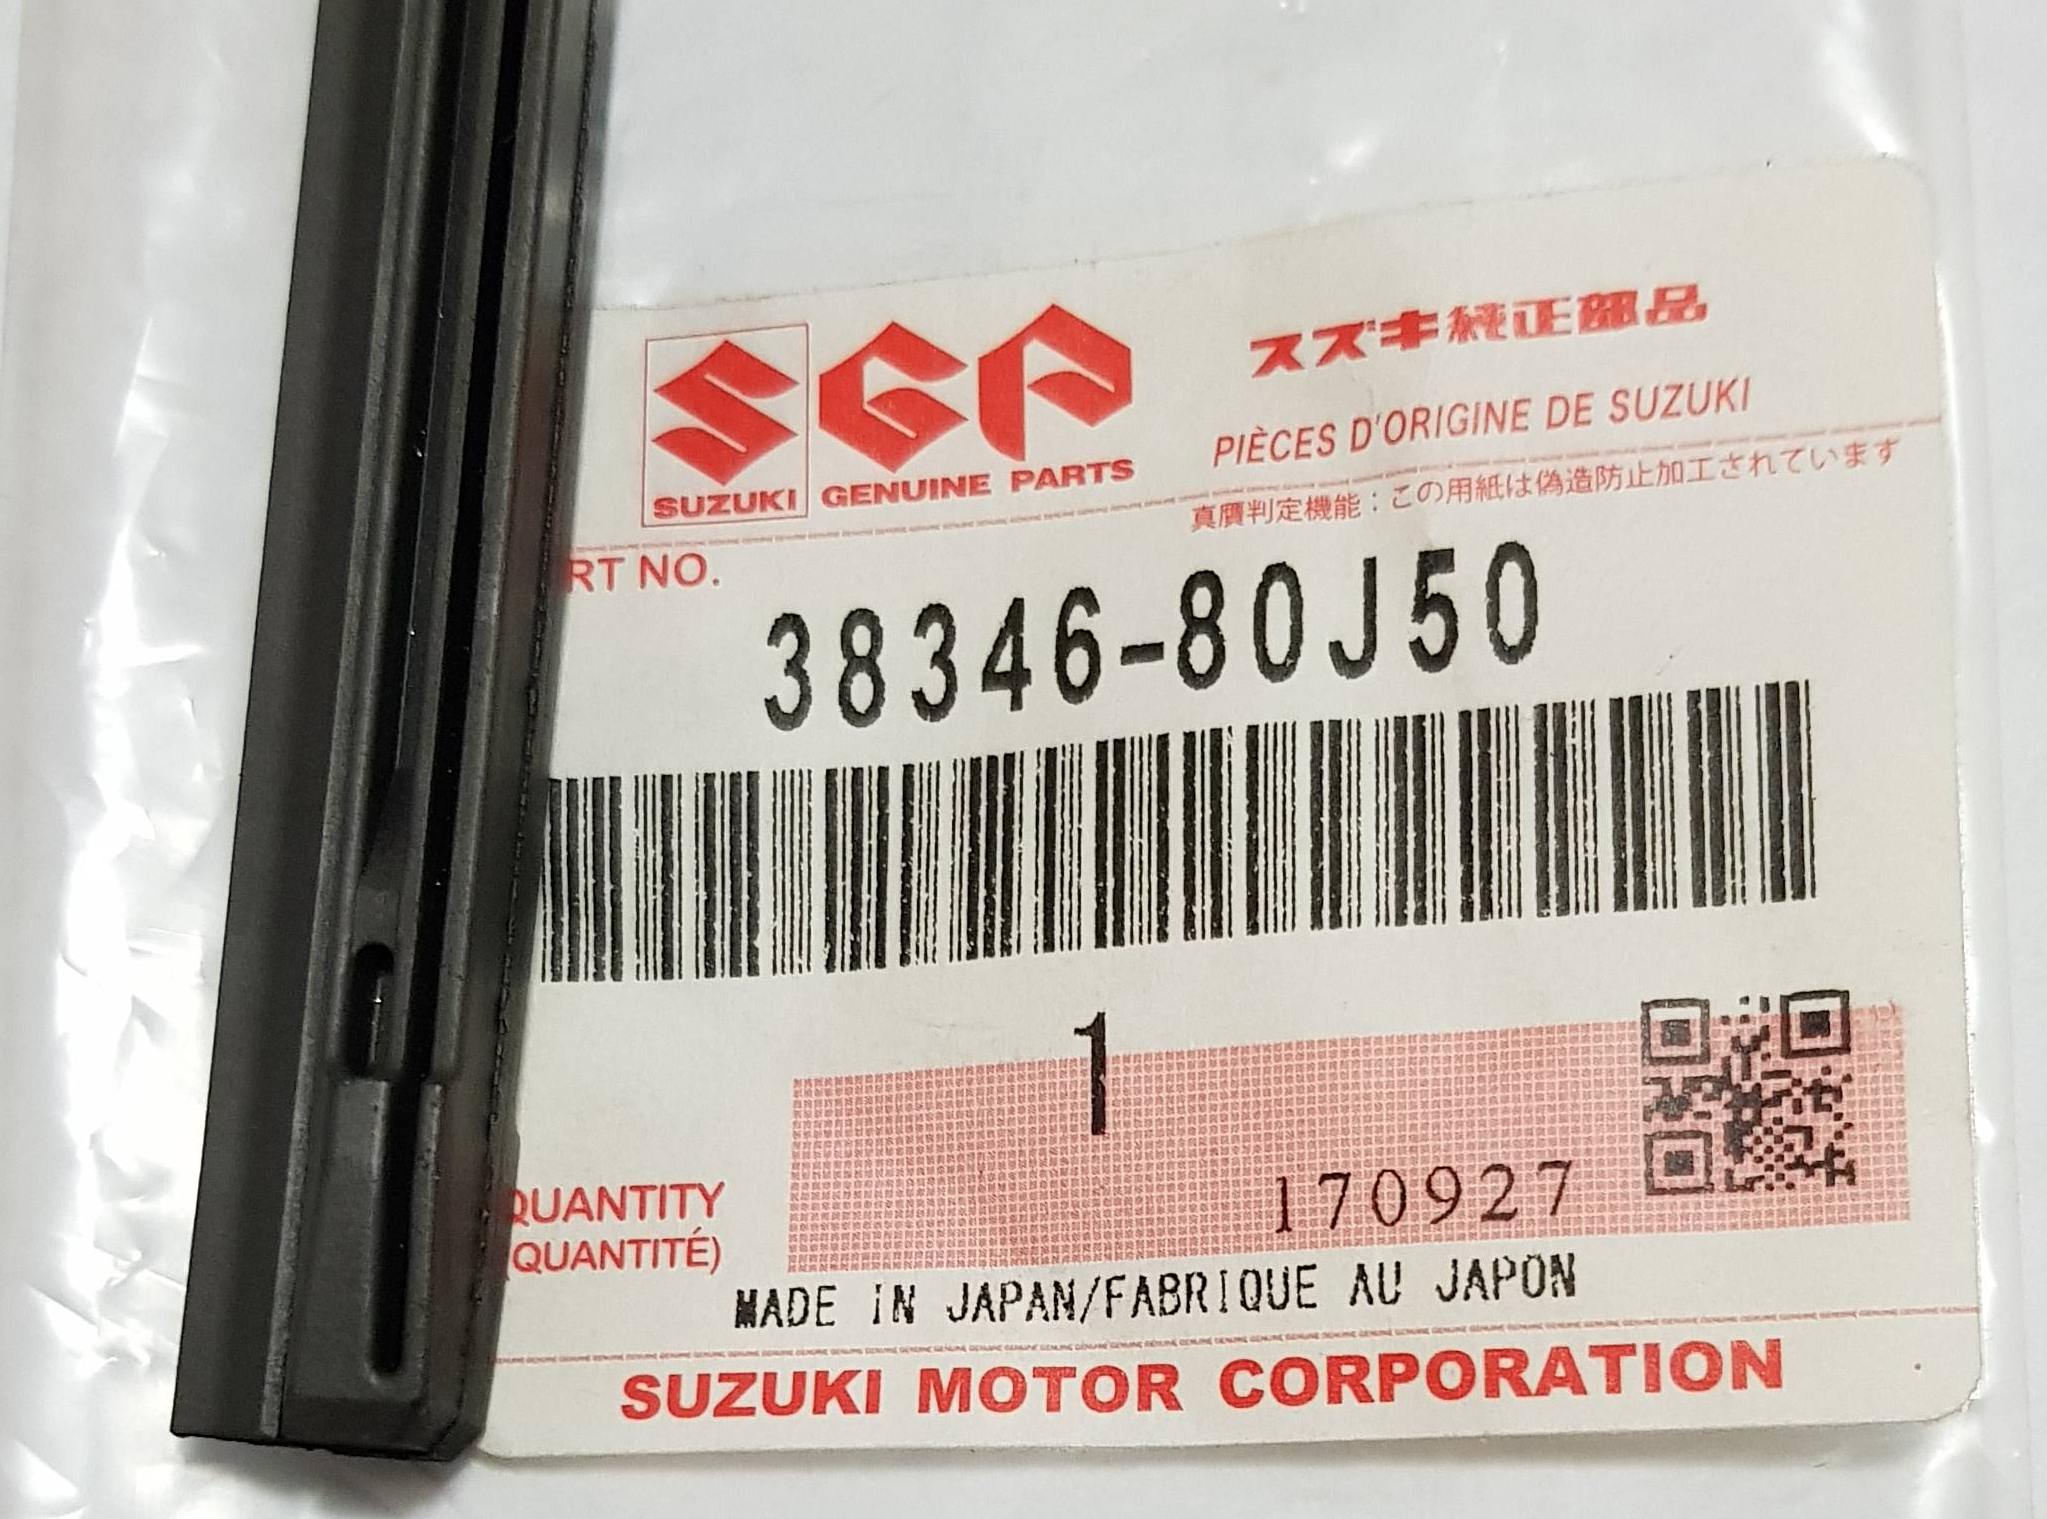 スズキ純正部品
SUZUKI GENUINE PARTS
PIÈCES D'ORIGINE DE SUZUKI
真贋判定機能：この用紙は偽造防止加工されています
RT NO.
38346-80J50
1
170927
QUANTITY
(QUANTITÉ)
MADE IN JAPAN/FABRIQUE AU JAPON
SUZUKI MOTOR CORPORATION